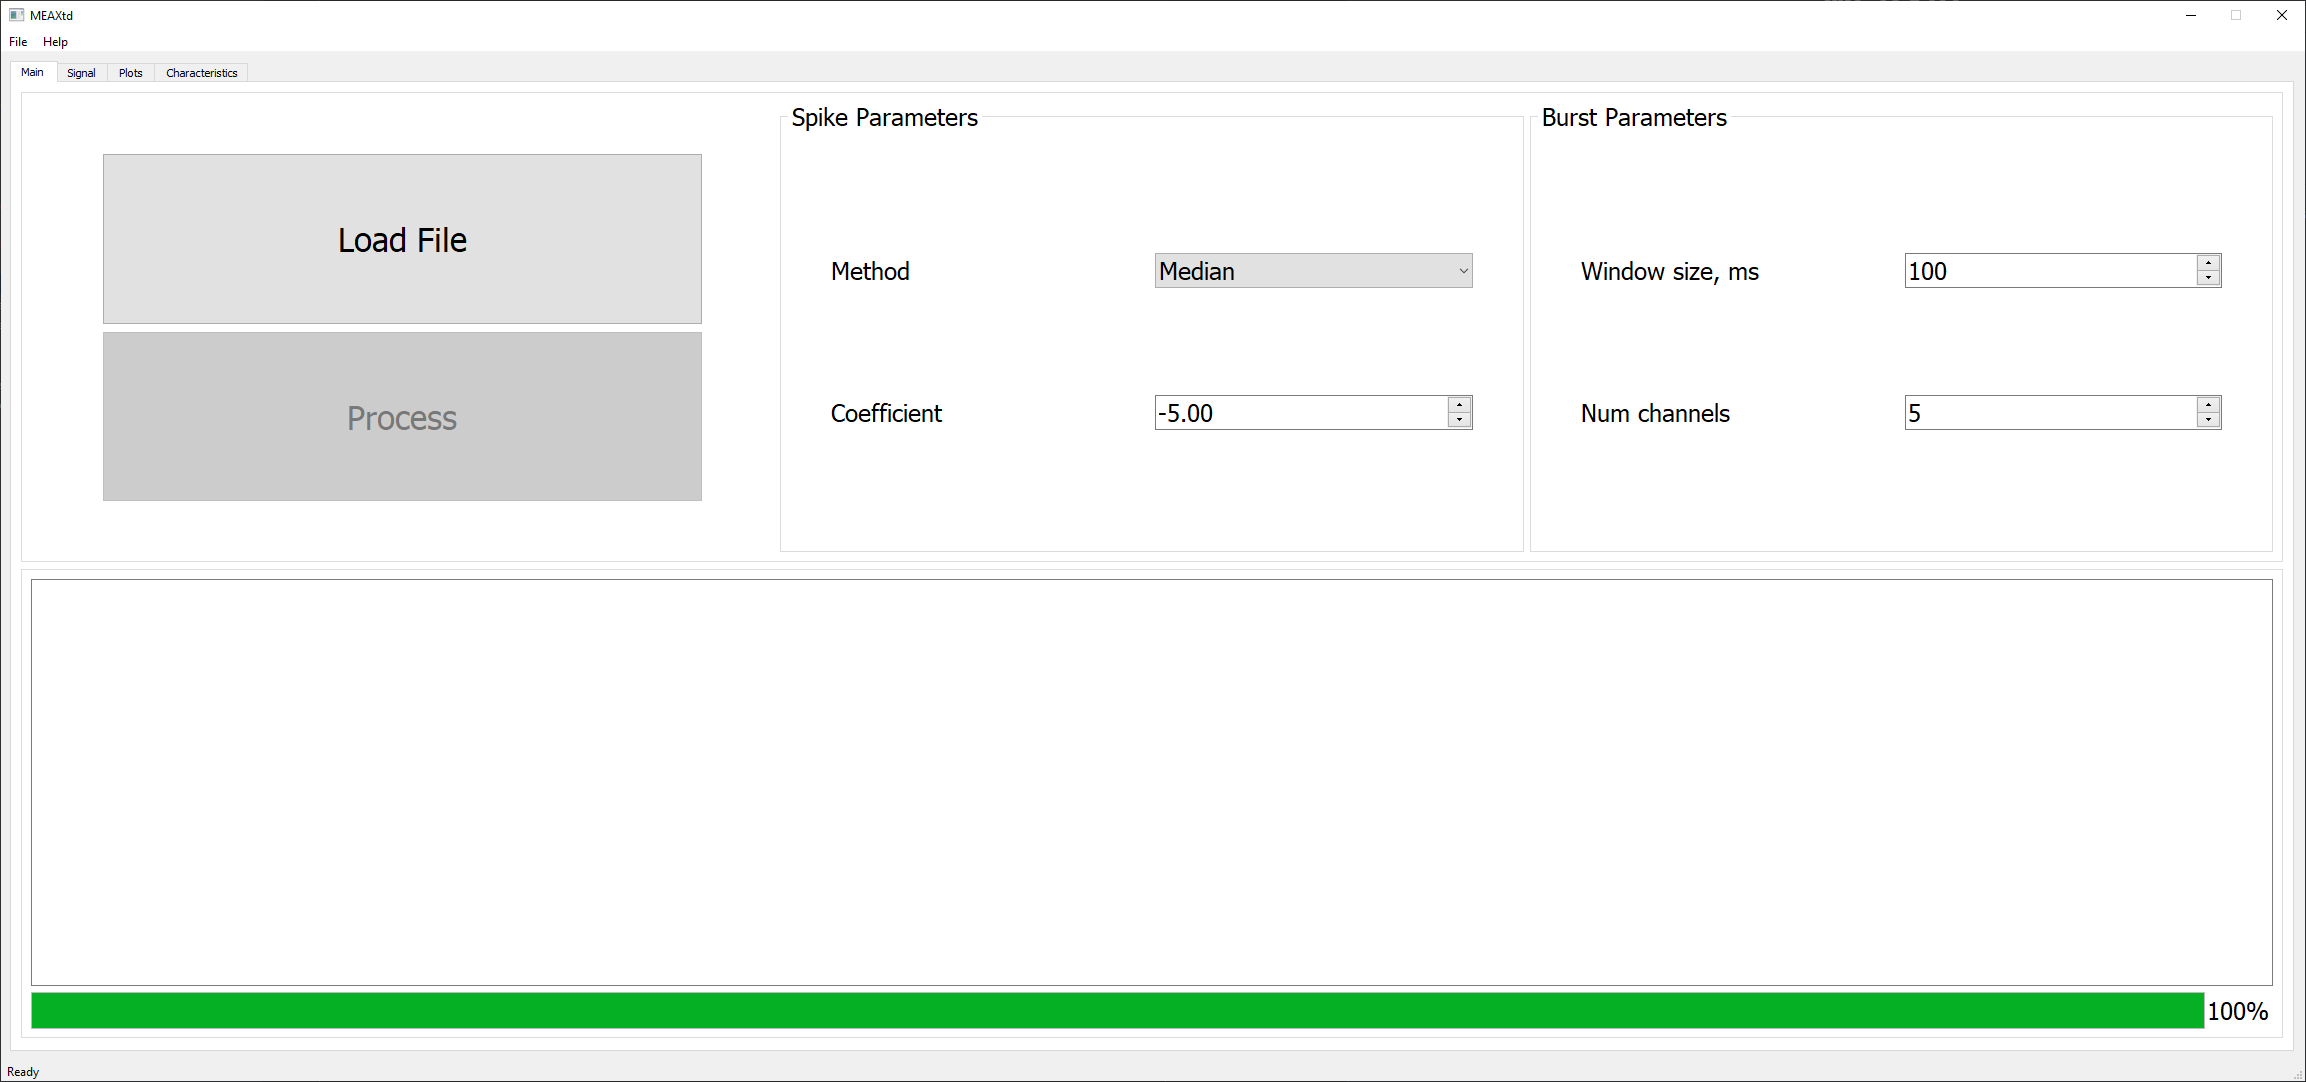 MEAXtd
File Help
Main Signal Plots Characteristics
Load File
Process
Spike Parameters
Method Median
Coefficient -5.00
Burst Parameters
Window size, ms 100
Num channels 5
100%
Ready